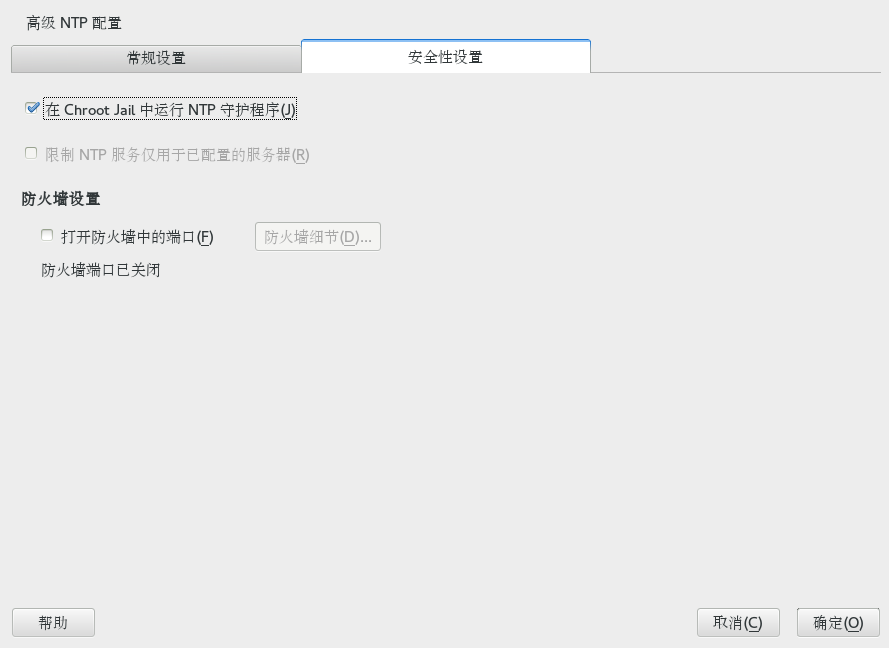 高级 NTP 配置
常规设置 安全性设置
在 Chroot Jail 中运行 NTP 守护程序(J)
限制 NTP 服务仅用于已配置的服务器(R)
防火墙设置
打开防火墙中的端口(F) 防火墙细节(D)...
防火墙端口已关闭
帮助 取消(C) 确定(O)